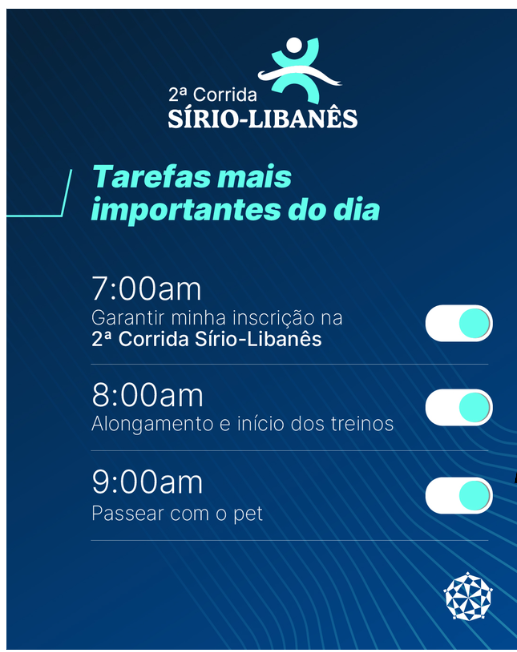 2ª Corrida
SÍRIO-LIBANÊS
Tarefas mais
importantes do dia
7:00am
Garantir minha inscrição na
2ª Corrida Sírio-Libanês
8:00am
Alongamento e início dos treinos
9:00am
Passear com o pet